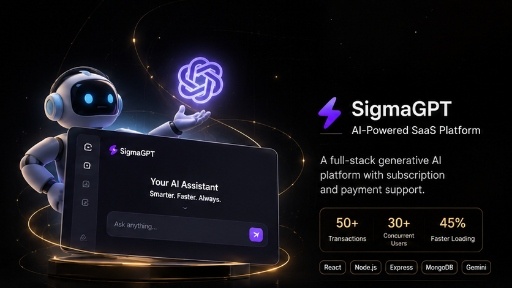 SigmaGPT
Your AI Assistant
Smarter. Faster. Always.
Ask anything...
SigmaGPT
AI-Powered SaaS Platform
A full-stack generative AI
platform with subscription
and payment support.
50+
Transactions
30+
Concurrent
Users
45%
Faster Loading
React
Node.js
Express
MongoDB
Gemini